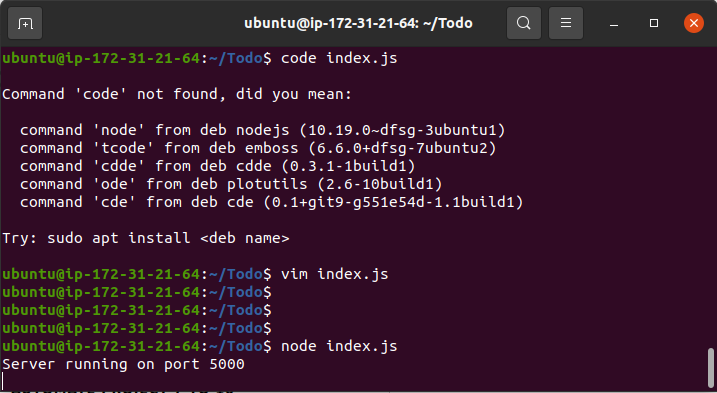 ubuntu@ip-172-31-21-64: ~/Todo
ubuntu@ip-172-31-21-64:~/Todo$ code index.js
Command 'code' not found, did you mean:
command 'node' from deb nodejs (10.19.0~dfsg-3ubuntu1)
command 'tcode' from deb emboss (6.6.0+dfsg-7ubuntu2)
command 'cdde' from deb cdde (0.3.1-1build1)
command 'ode' from deb plotutils (2.6-10build1)
command 'cde' from deb cde (0.1+git9-g551e54d-1.1build1)
Try: sudo apt install <deb name>
ubuntu@ip-172-31-21-64:~/Todo$ vim index.js
ubuntu@ip-172-31-21-64:~/Todo$
ubuntu@ip-172-31-21-64:~/Todo$
ubuntu@ip-172-31-21-64:~/Todo$
ubuntu@ip-172-31-21-64:~/Todo$ node index.js
Server running on port 5000